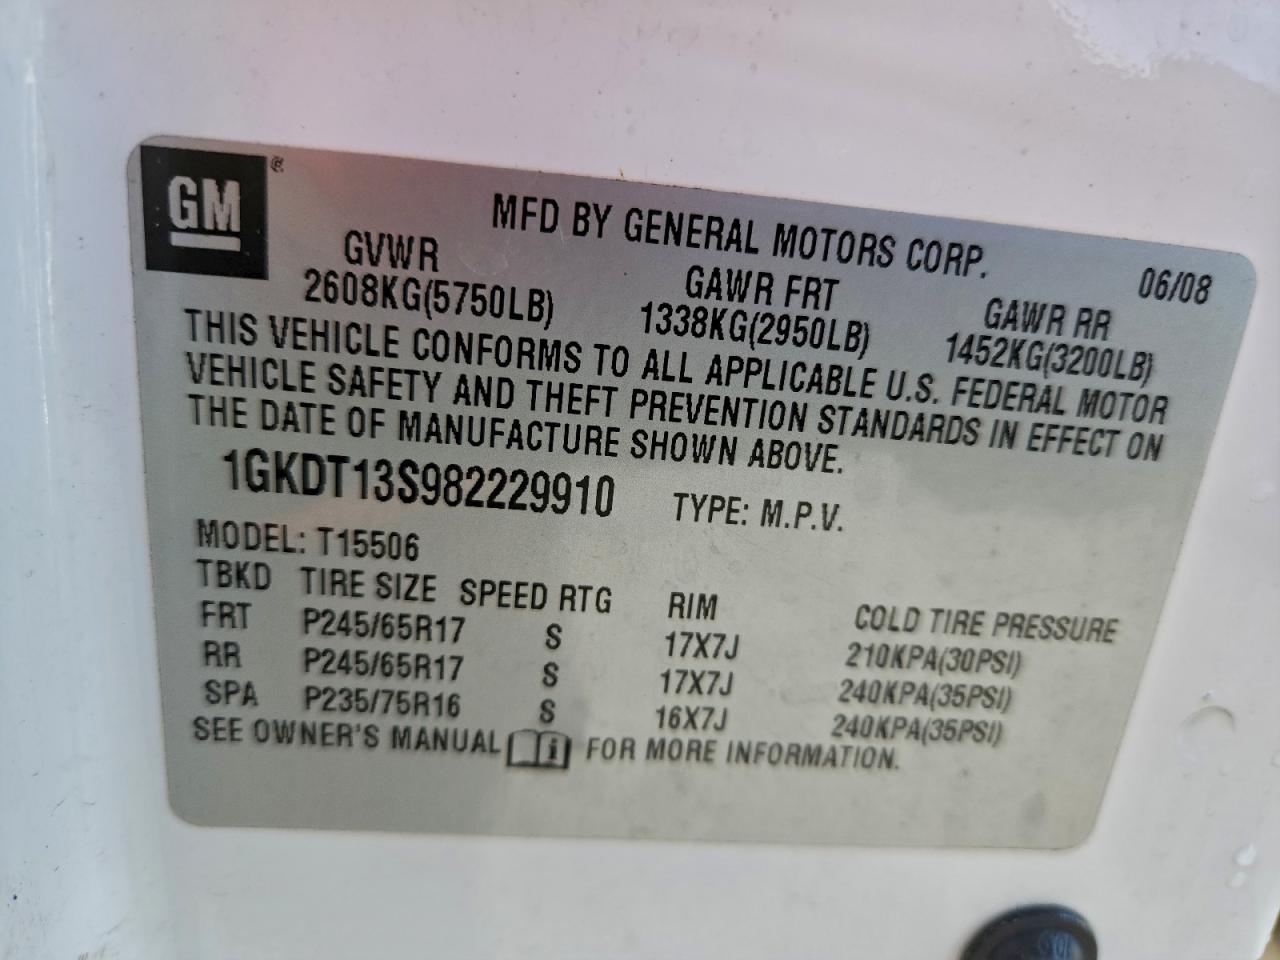 GM ®
MFD BY GENERAL MOTORS CORP.
06/08
GVWR GAWR FRT GAWR RR
2608KG(5750LB) 1338KG(2950LB) 1452KG(3200LB)
THIS VEHICLE CONFORMS TO ALL APPLICABLE U.S. FEDERAL MOTOR
VEHICLE SAFETY AND THEFT PREVENTION STANDARDS IN EFFECT ON
THE DATE OF MANUFACTURE SHOWN ABOVE.
1GKDT13S982229910 TYPE: M.P.V.
MODEL: T15506
TBKD TIRE SIZE SPEED RTG RIM COLD TIRE PRESSURE
FRT P245/65R17 S 17X7J 210KPA(30PSI)
RR P245/65R17 S 17X7J 240KPA(35PSI)
SPA P235/75R16 S 16X7J 240KPA(35PSI)
SEE OWNER'S MANUAL i FOR MORE INFORMATION.